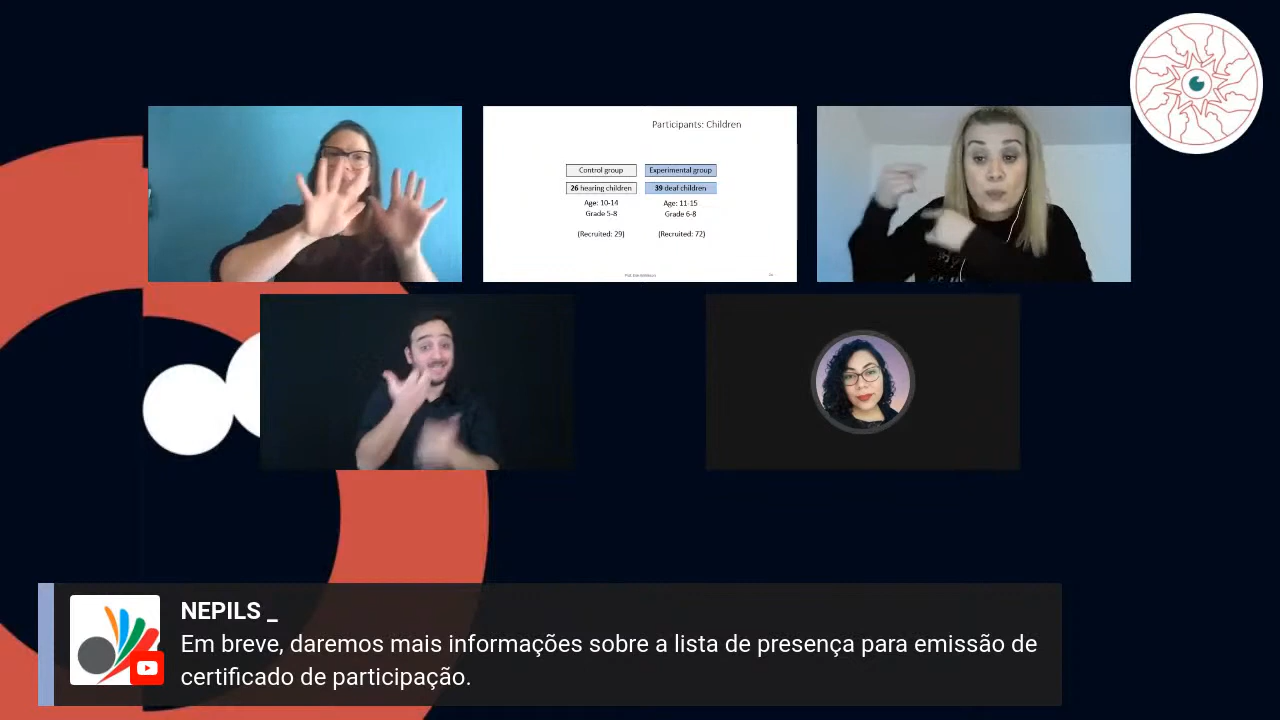 Participants: Children
Control group
Experimental group
26 hearing children
39 deaf children
Age: 10-14
Age: 11-15
Grade 5-8
Grade 6-8
(Recruited: 29)
(Recruited: 72)
NEPILS _
Em breve, daremos mais informações sobre a lista de presença para emissão de
certificado de participação.